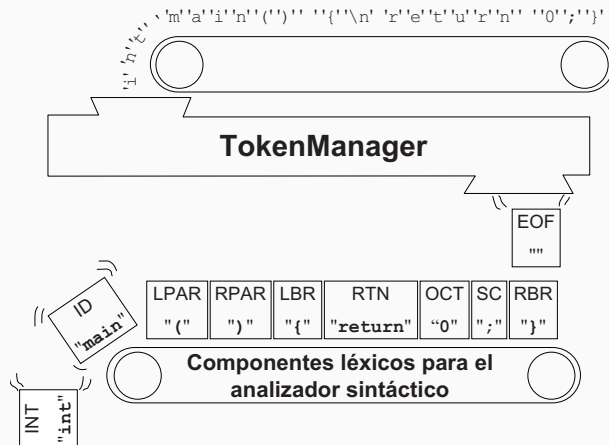 'i''n''t'' ''m''a''i''n''('')'' ''{''\n' 'r''e''t''u''r''n'' ''0'';''}'
TokenManager
EOF
""
ID
"main"
LPAR RPAR LBR RTN OCT SC RBR
"(" ")" "{" "return" “0" ";" "}"
Componentes léxicos para el
analizador sintáctico
INT
"int"